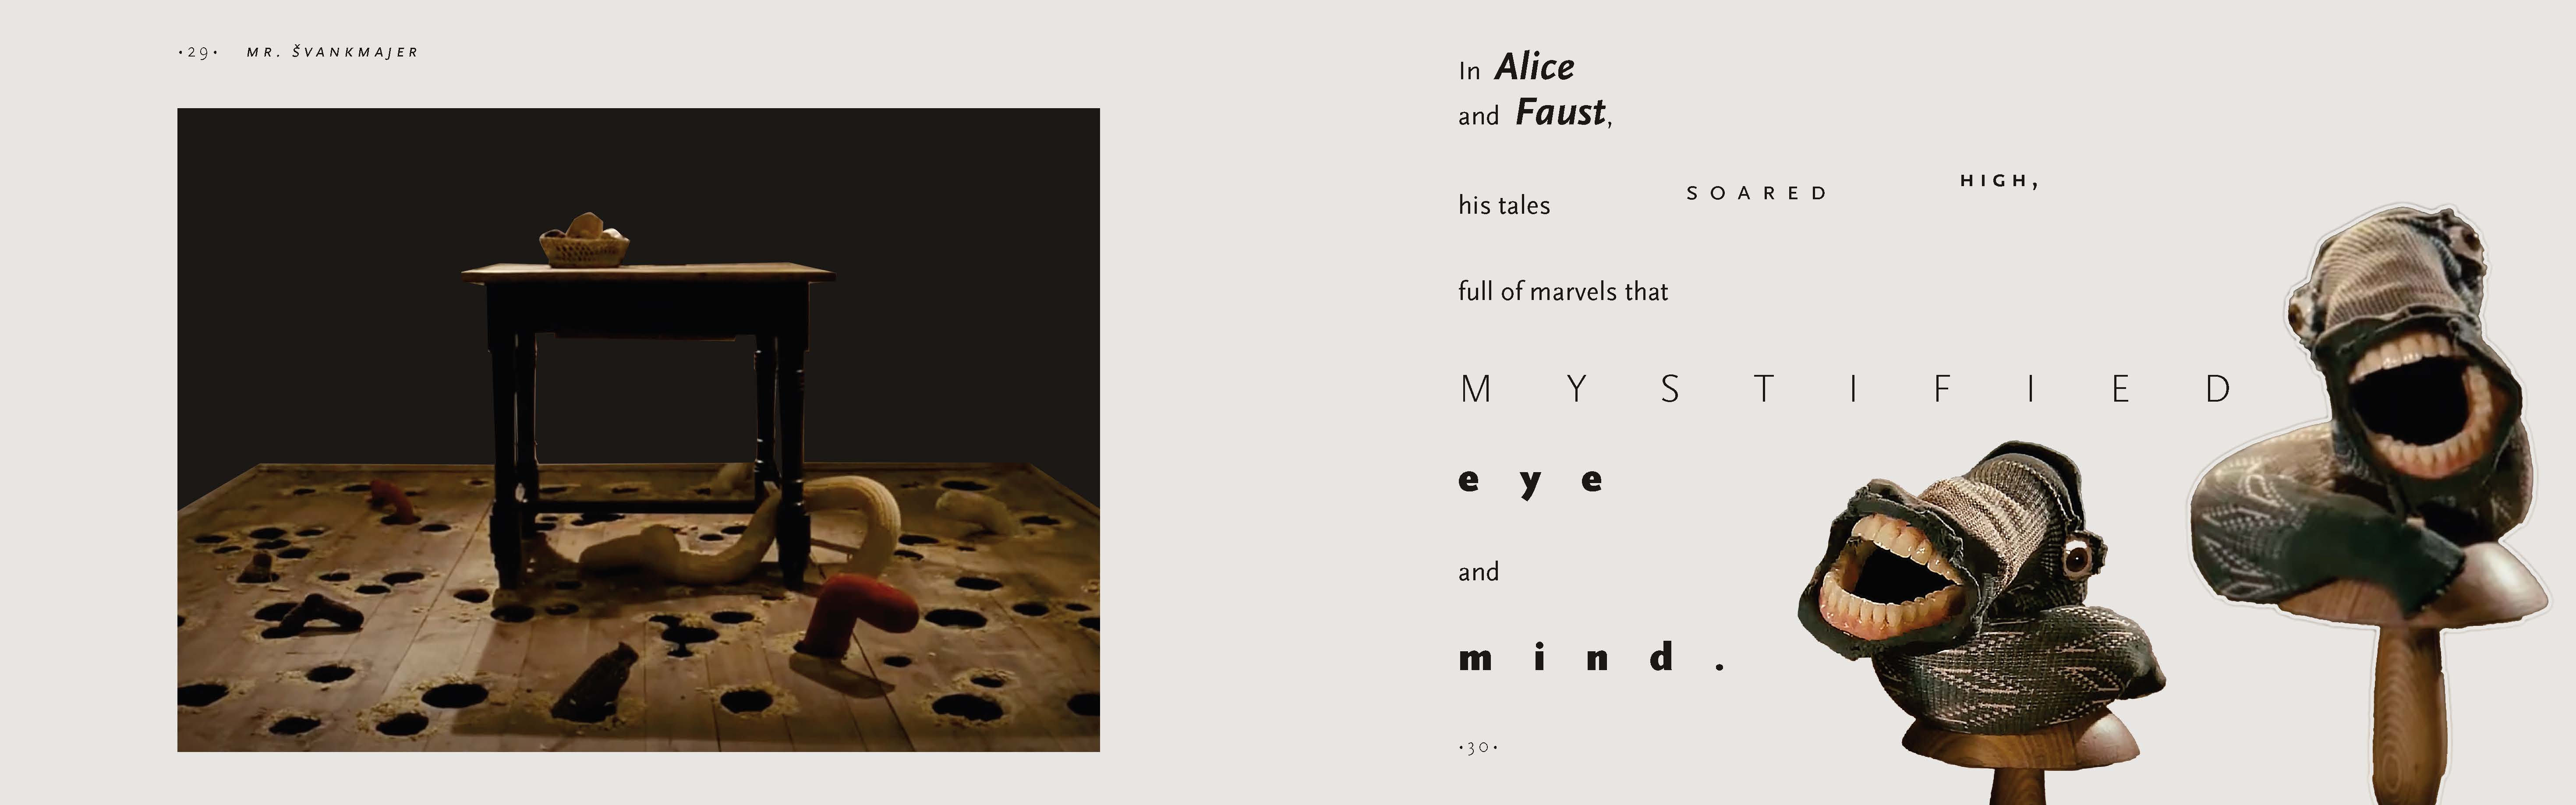 ·29· MR. ŠVANKMAJER
In Alice
and Faust,
his tales SOARED HIGH,
full of marvels that
MYSTIFIED
eye
and
mind.
·30·